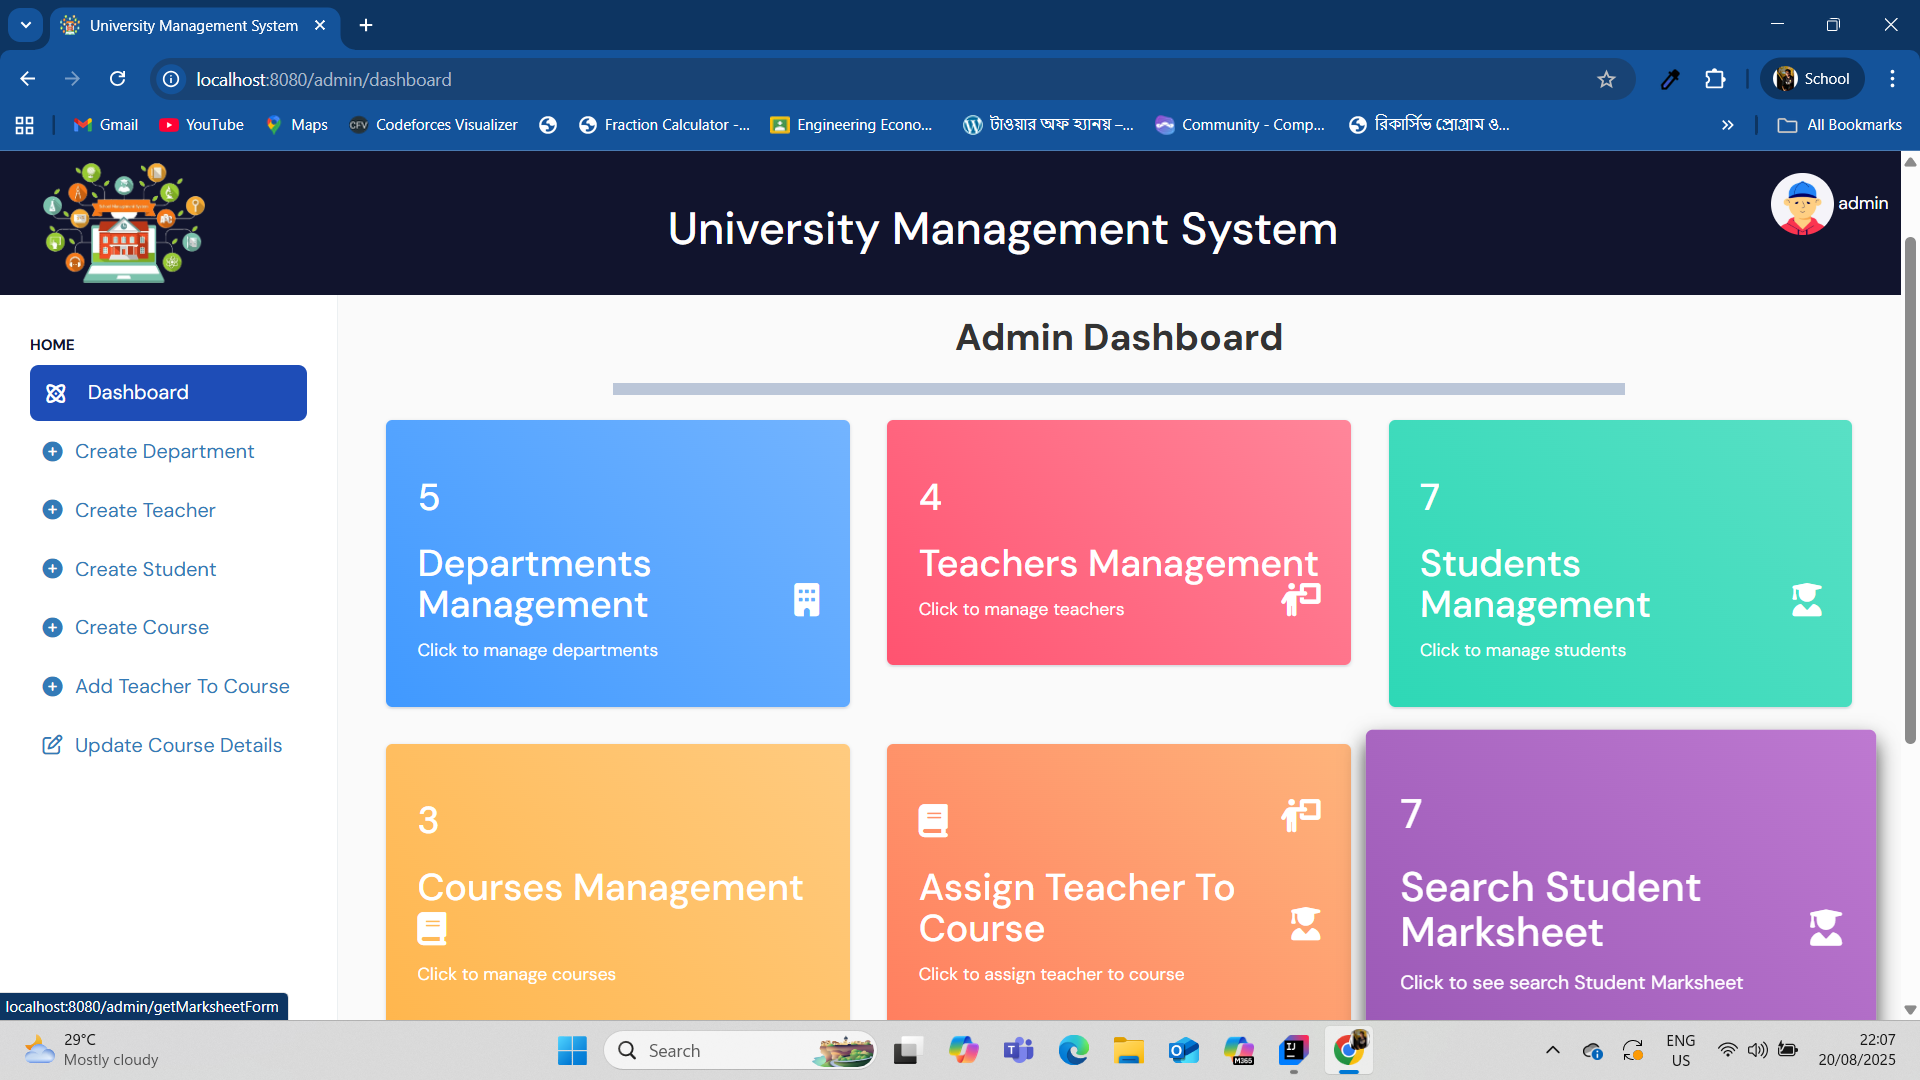 University Management System
localhost:8080/admin/dashboard
School
Gmail
YouTube
Maps
CFV
Codeforces Visualizer
Fraction Calculator -...
Engineering Econo...
টাওয়ার অফ হ্যানয় –...
Community - Comp...
রিকার্সিভ প্রোগ্রাম ও...
All Bookmarks
University Management System
admin
HOME
Dashboard
Create Department
Create Teacher
Create Student
Create Course
Add Teacher To Course
Update Course Details
Admin Dashboard
5
Departments
Management
Click to manage departments
4
Teachers Management
Click to manage teachers
7
Students
Management
Click to manage students
3
Courses Management
Click to manage courses
Assign Teacher To
Course
Click to assign teacher to course
7
Search Student
Marksheet
Click to see search Student Marksheet
localhost:8080/admin/getMarksheetForm
29°C
Mostly cloudy
Search
M365
IJ
ENG
US
22:07
20/08/2025